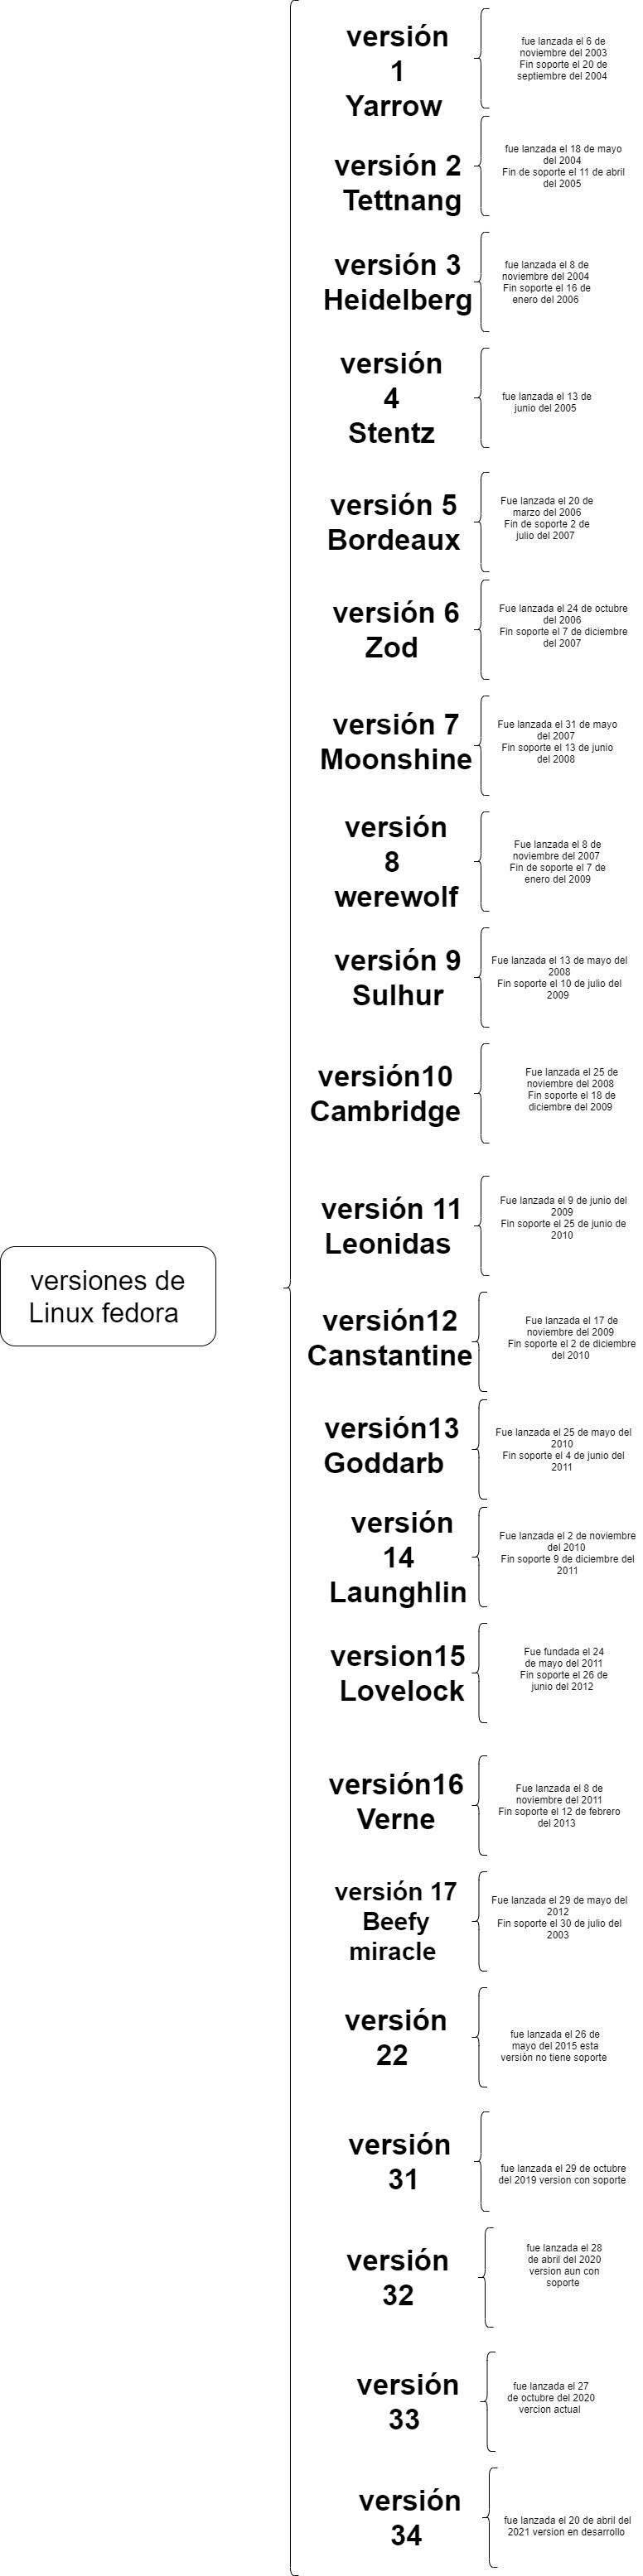 versión
1
Yarrow
fue lanzada el 6 de
noviembre del 2003
Fin soporte el 20 de
septiembre del 2004
versión 2
Tettnang
fue lanzada el 18 de mayo
del 2004
Fin de soporte el 11 de abril
del 2005
versión 3
Heidelberg
fue lanzada el 8 de
noviembre del 2004
Fin soporte el 16 de
enero del 2006
versión
4
Stentz
fue lanzada el 13 de
junio del 2005
versión 5
Bordeaux
Fue lanzada el 20 de
marzo del 2006
Fin de soporte 2 de
julio del 2007
versión 6
Zod
Fue lanzada el 24 de octubre
del 2006
Fin soporte el 7 de diciembre
del 2007
versión 7
Moonshine
Fue lanzada el 31 de mayo
del 2007
Fin soporte el 13 de junio
del 2008
versión
8
werewolf
Fue lanzada el 8 de
noviembre del 2007
Fin de soporte el 7 de
enero del 2009
versión 9
Sulhur
Fue lanzada el 13 de mayo del
2008
Fin soporte el 10 de julio del
2009
versión10
Cambridge
Fue lanzada el 25 de
noviembre del 2008
Fin soporte el 18 de
diciembre del 2009
versión 11
Leonidas
Fue lanzada el 9 de junio del
2009
Fin soporte el 25 de junio de
2010
versiones de
Linux fedora
versión12
Canstantine
Fue lanzada el 17 de
noviembre del 2009
Fin soporte el 2 de diciembre
del 2010
versión13
Goddarb
Fue lanzada el 25 de mayo del
2010
Fin soporte el 4 de junio del
2011
versión
14
Launghlin
Fue lanzada el 2 de noviembre
del 2010
Fin soporte 9 de diciembre del
2011
version15
Lovelock
Fue fundada el 24
de mayo del 2011
Fin soporte el 26 de
junio del 2012
versión16
Verne
Fue lanzada el 8 de
noviembre del 2011
Fin soporte el 12 de febrero
del 2013
versión 17
Beefy
miracle
Fue lanzada el 29 de mayo del
2012
Fin soporte el 30 de julio del
2003
versión
22
fue lanzada el 26 de
mayo del 2015 esta
versión no tiene soporte
versión
31
fue lanzada el 29 de octubre
del 2019 version con soporte
versión
32
fue lanzada el 28
de abril del 2020
version aun con
soporte
versión
33
fue lanzada el 27
de octubre del 2020
vercion actual
versión
34
fue lanzada el 20 de abril del
2021 version en desarrollo